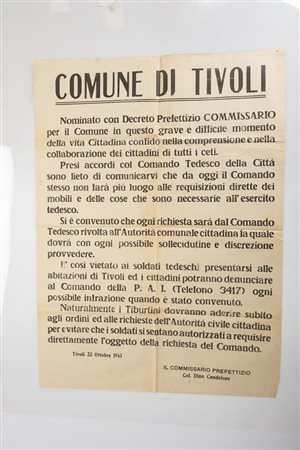 COMUNE DI TIVOLI
Nominato con Decreto Prefettizio COMMISSARIO
per il Comune in questo grave e difficile momento
della vita Cittadina confido nella comprensione e nella
collaborazione dei cittadini di tutti i ceti.
Presi accordi col Comando Tedesco della Città
sono lieto di comunicarvi che da oggi il Comando
stesso non farà più luogo alle requisizioni dirette dei
mobili e delle cose che sono necessarie all'esercito
tedesco.
Si è convenuto che ogni richiesta sarà dal Comando
Tedesco rivolta all'Autorità comunale cittadina la quale
dovrà con ogni possibile sollecidutine e discrezione
provvedere.
E' così vietato ai soldati tedeschi presentarsi alle
abitazioni di Tivoli ed i cittadini potranno denunciare
al Comando della P. A. I. (Telefono 3417) ogni
possibile infrazione quando è stato convenuto.
Naturalmente i Tiburtini dovranno aderire subito
agli ordini ed alle richieste dell'Autorità civile cittadina
per evitare che i soldati si sentano autorizzati a requisire
direttamente l'oggetto della richiesta del Comando.
Tivoli 23 Ottobre 1943
IL COMMISSARIO PREFETTIZIO
Col. Dino Candeloro